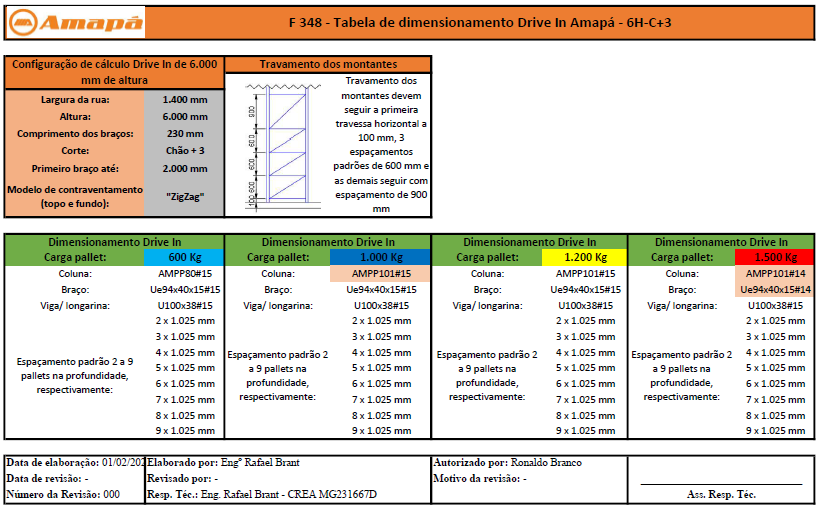 Amapá
F 348 - Tabela de dimensionamento Drive In Amapá - 6H-C+3
Configuração de cálculo Drive In de 6.000
mm de altura
Largura da rua: 1.400 mm
Altura: 6.000 mm
Comprimento dos braços: 230 mm
Corte: Chão + 3
Primeiro braço até: 2.000 mm
Modelo de contraventamento
(topo e fundo): "ZigZag"
Travamento dos montantes
900
600
600
600
100
Travamento dos
montantes devem
seguir a primeira
travessa horizontal a
100 mm, 3
espaçamentos
padrões de 600 mm e
as demais seguir com
espaçamento de 900
mm
Dimensionamento Drive In
Carga pallet: 600 Kg
Coluna: AMPP80#15
Braço: Ue94x40x15#15
Viga/ longarina: U100x38#15
Espaçamento padrão 2 a 9
pallets na profundidade,
respectivamente:
2 x 1.025 mm
3 x 1.025 mm
4 x 1.025 mm
5 x 1.025 mm
6 x 1.025 mm
7 x 1.025 mm
8 x 1.025 mm
9 x 1.025 mm
Dimensionamento Drive In
Carga pallet: 1.000 Kg
Coluna: AMPP101#15
Braço: Ue94x40x15#15
Viga/ longarina: U100x38#15
Espaçamento padrão 2
a 9 pallets na
profundidade,
respectivamente:
2 x 1.025 mm
3 x 1.025 mm
4 x 1.025 mm
5 x 1.025 mm
6 x 1.025 mm
7 x 1.025 mm
8 x 1.025 mm
9 x 1.025 mm
Dimensionamento Drive In
Carga pallet: 1.200 Kg
Coluna: AMPP101#15
Braço: Ue94x40x15#15
Viga/ longarina: U100x38#15
Espaçamento padrão 2
a 9 pallets na
profundidade,
respectivamente:
2 x 1.025 mm
3 x 1.025 mm
4 x 1.025 mm
5 x 1.025 mm
6 x 1.025 mm
7 x 1.025 mm
8 x 1.025 mm
9 x 1.025 mm
Dimensionamento Drive In
Carga pallet: 1.500 Kg
Coluna: AMPP101#14
Braço: Ue94x40x15#14
Viga/ longarina: U100x38#15
Espaçamento padrão 2
a 9 pallets na
profundidade,
respectivamente:
2 x 1.025 mm
3 x 1.025 mm
4 x 1.025 mm
5 x 1.025 mm
6 x 1.025 mm
7 x 1.025 mm
8 x 1.025 mm
9 x 1.025 mm
Data de elaboração: 01/02/202
Data de revisão: -
Número da Revisão: 000
Elaborado por: Engº Rafael Brant
Revisado por: -
Resp. Téc.: Eng. Rafael Brant - CREA MG231667D
Autorizado por: Ronaldo Branco
Motivo da revisão: -
Ass. Resp. Téc.